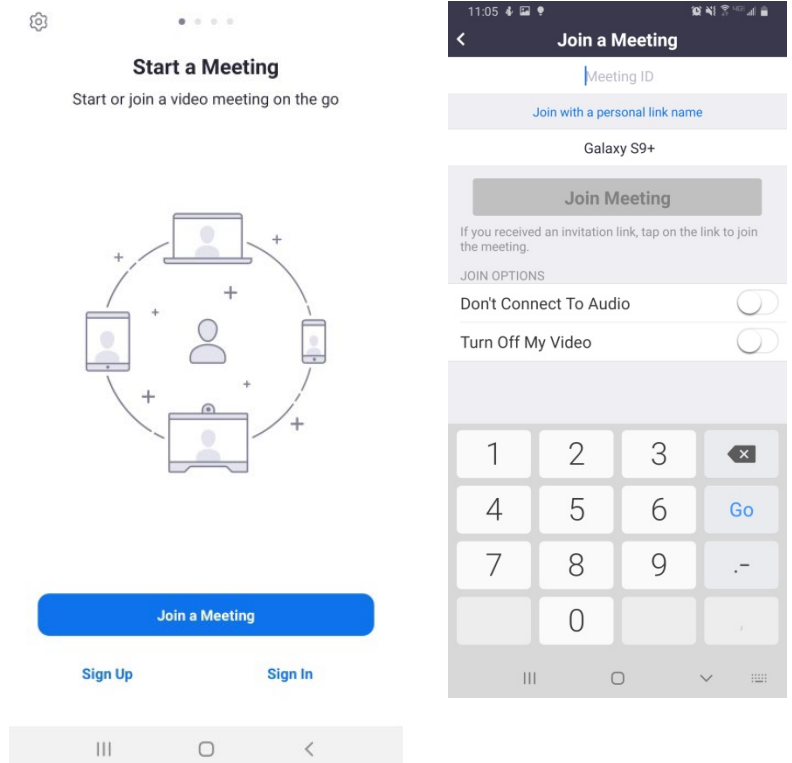 Start a Meeting
Start or join a video meeting on the go
Join a Meeting
Sign Up
Sign In
11:05
Join a Meeting
Meeting ID
Join with a personal link name
Galaxy S9+
Join Meeting
If you received an invitation link, tap on the link to join
the meeting.
JOIN OPTIONS
Don't Connect To Audio
Turn Off My Video
1 2 3
4 5 6 Go
7 8 9 .-
0 ,